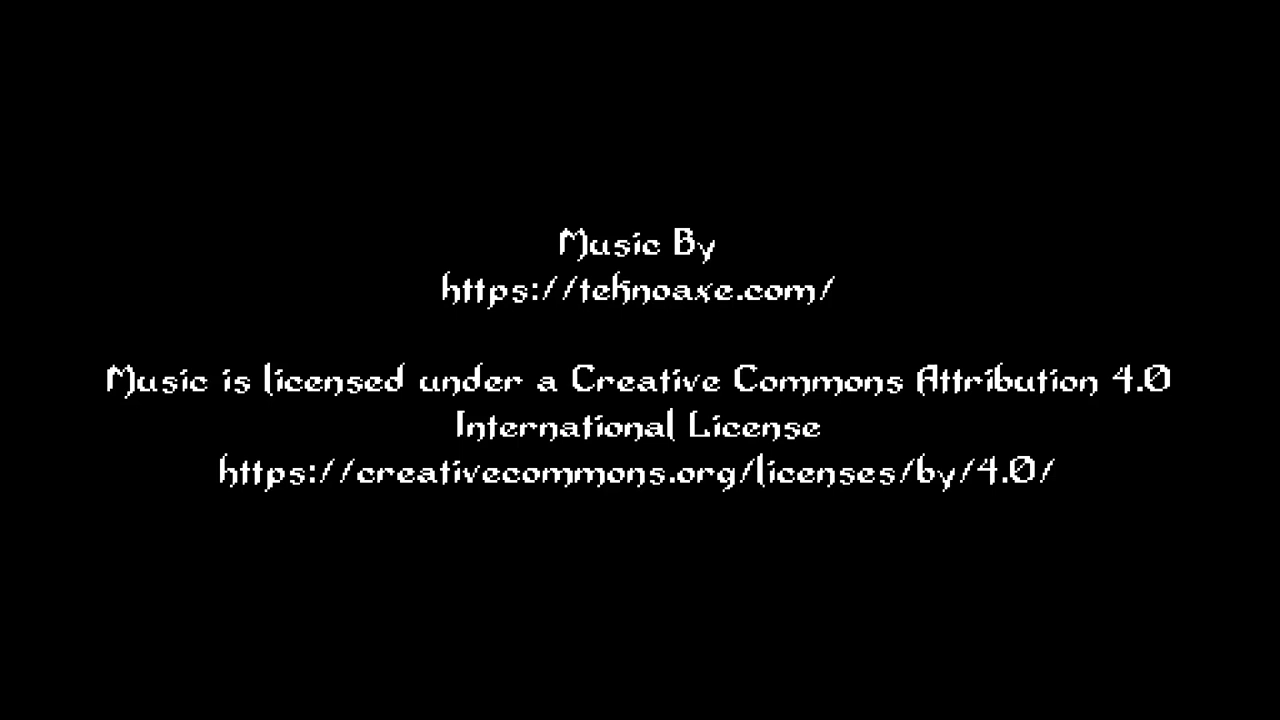 Music By
https://teknoaxe.com/
Music is licensed under a Creative Commons Attribution 4.0
International License
https://creativecommons.org/licenses/by/4.0/